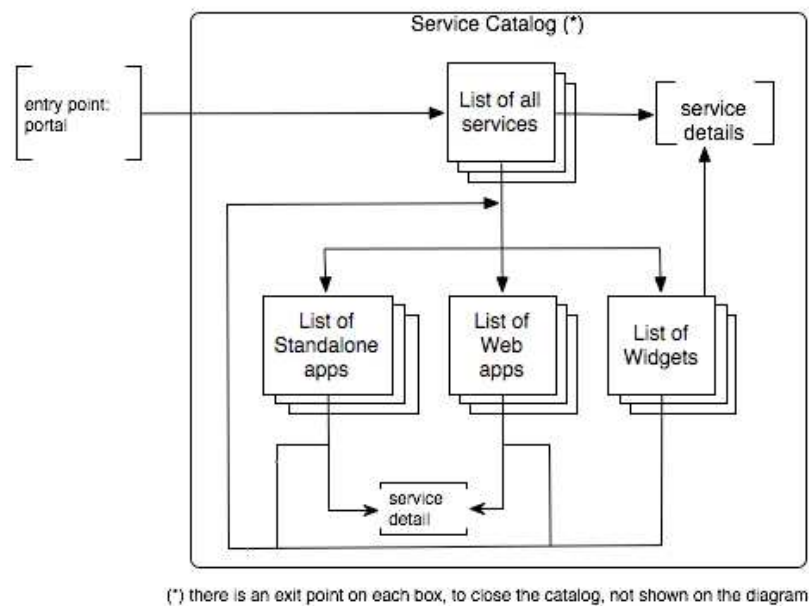 Service Catalog (*)
entry point:
portal
List of all
services
service
details
List of
Standalone
apps
List of
Web
apps
List of
Widgets
service
detail
(*) there is an exit point on each box, to close the catalog, not shown on the diagram